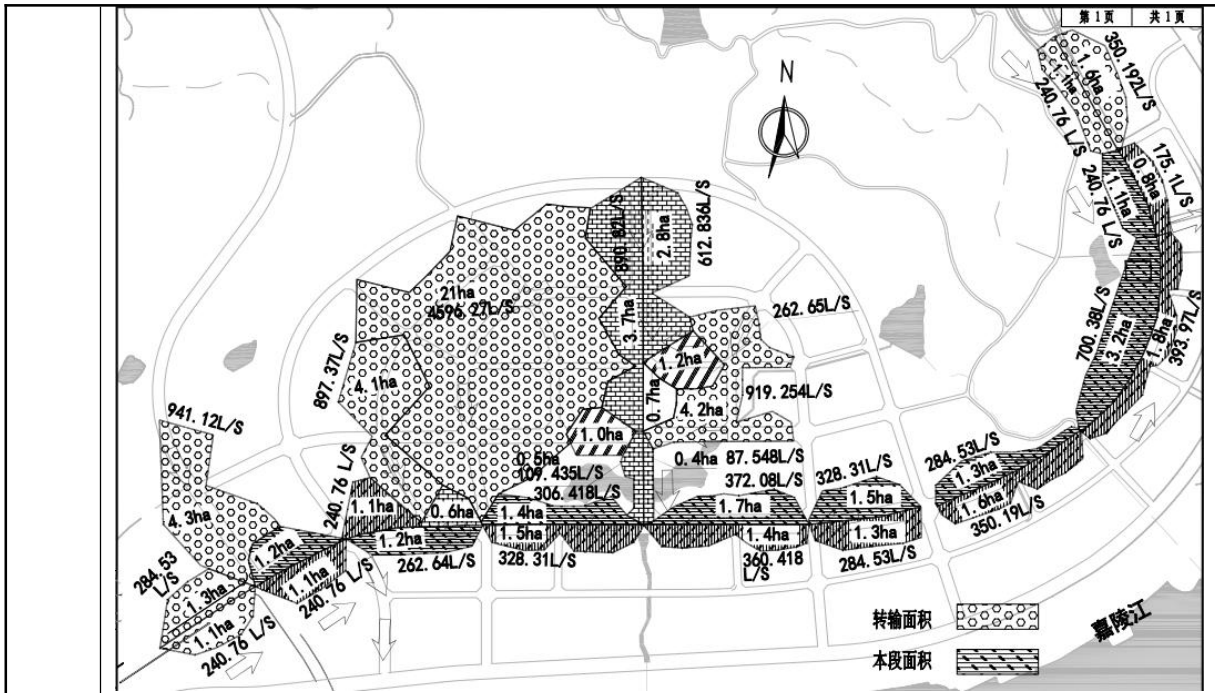 第 1 页 共 1 页
N
350.192L/S
1.6ha
1.1ha
240.76 L/S
175.1L/S
0.8ha
1.1ha
240.76 L/S
890.82L/S
2.8ha
612.836L/S
21ha
4596.27L/S
3.7ha
262.65L/S
1.2ha
700.38L/S
3.2ha
1.8ha
393.97L/S
897.37L/S
4.1ha
0.7ha
4.2ha
919.254L/S
941.12L/S
1.0ha
0.5ha
109.435L/S
306.418L/S
0.4ha 87.548L/S
372.08L/S
328.31L/S
284.53L/S
1.3ha
1.6ha
350.19L/S
240.76 L/S
1.1ha
0.6ha
1.4ha
1.7ha
1.5ha
4.3ha
1.2ha
1.2ha
1.5ha
1.4ha
1.3ha
262.64L/S
328.31L/S
360.418
L/S
284.53L/S
284.53
L/S
1.3ha
1.1ha
240.76 L/S
1.1ha
240.76 L/S
转输面积
本段面积
嘉陵江